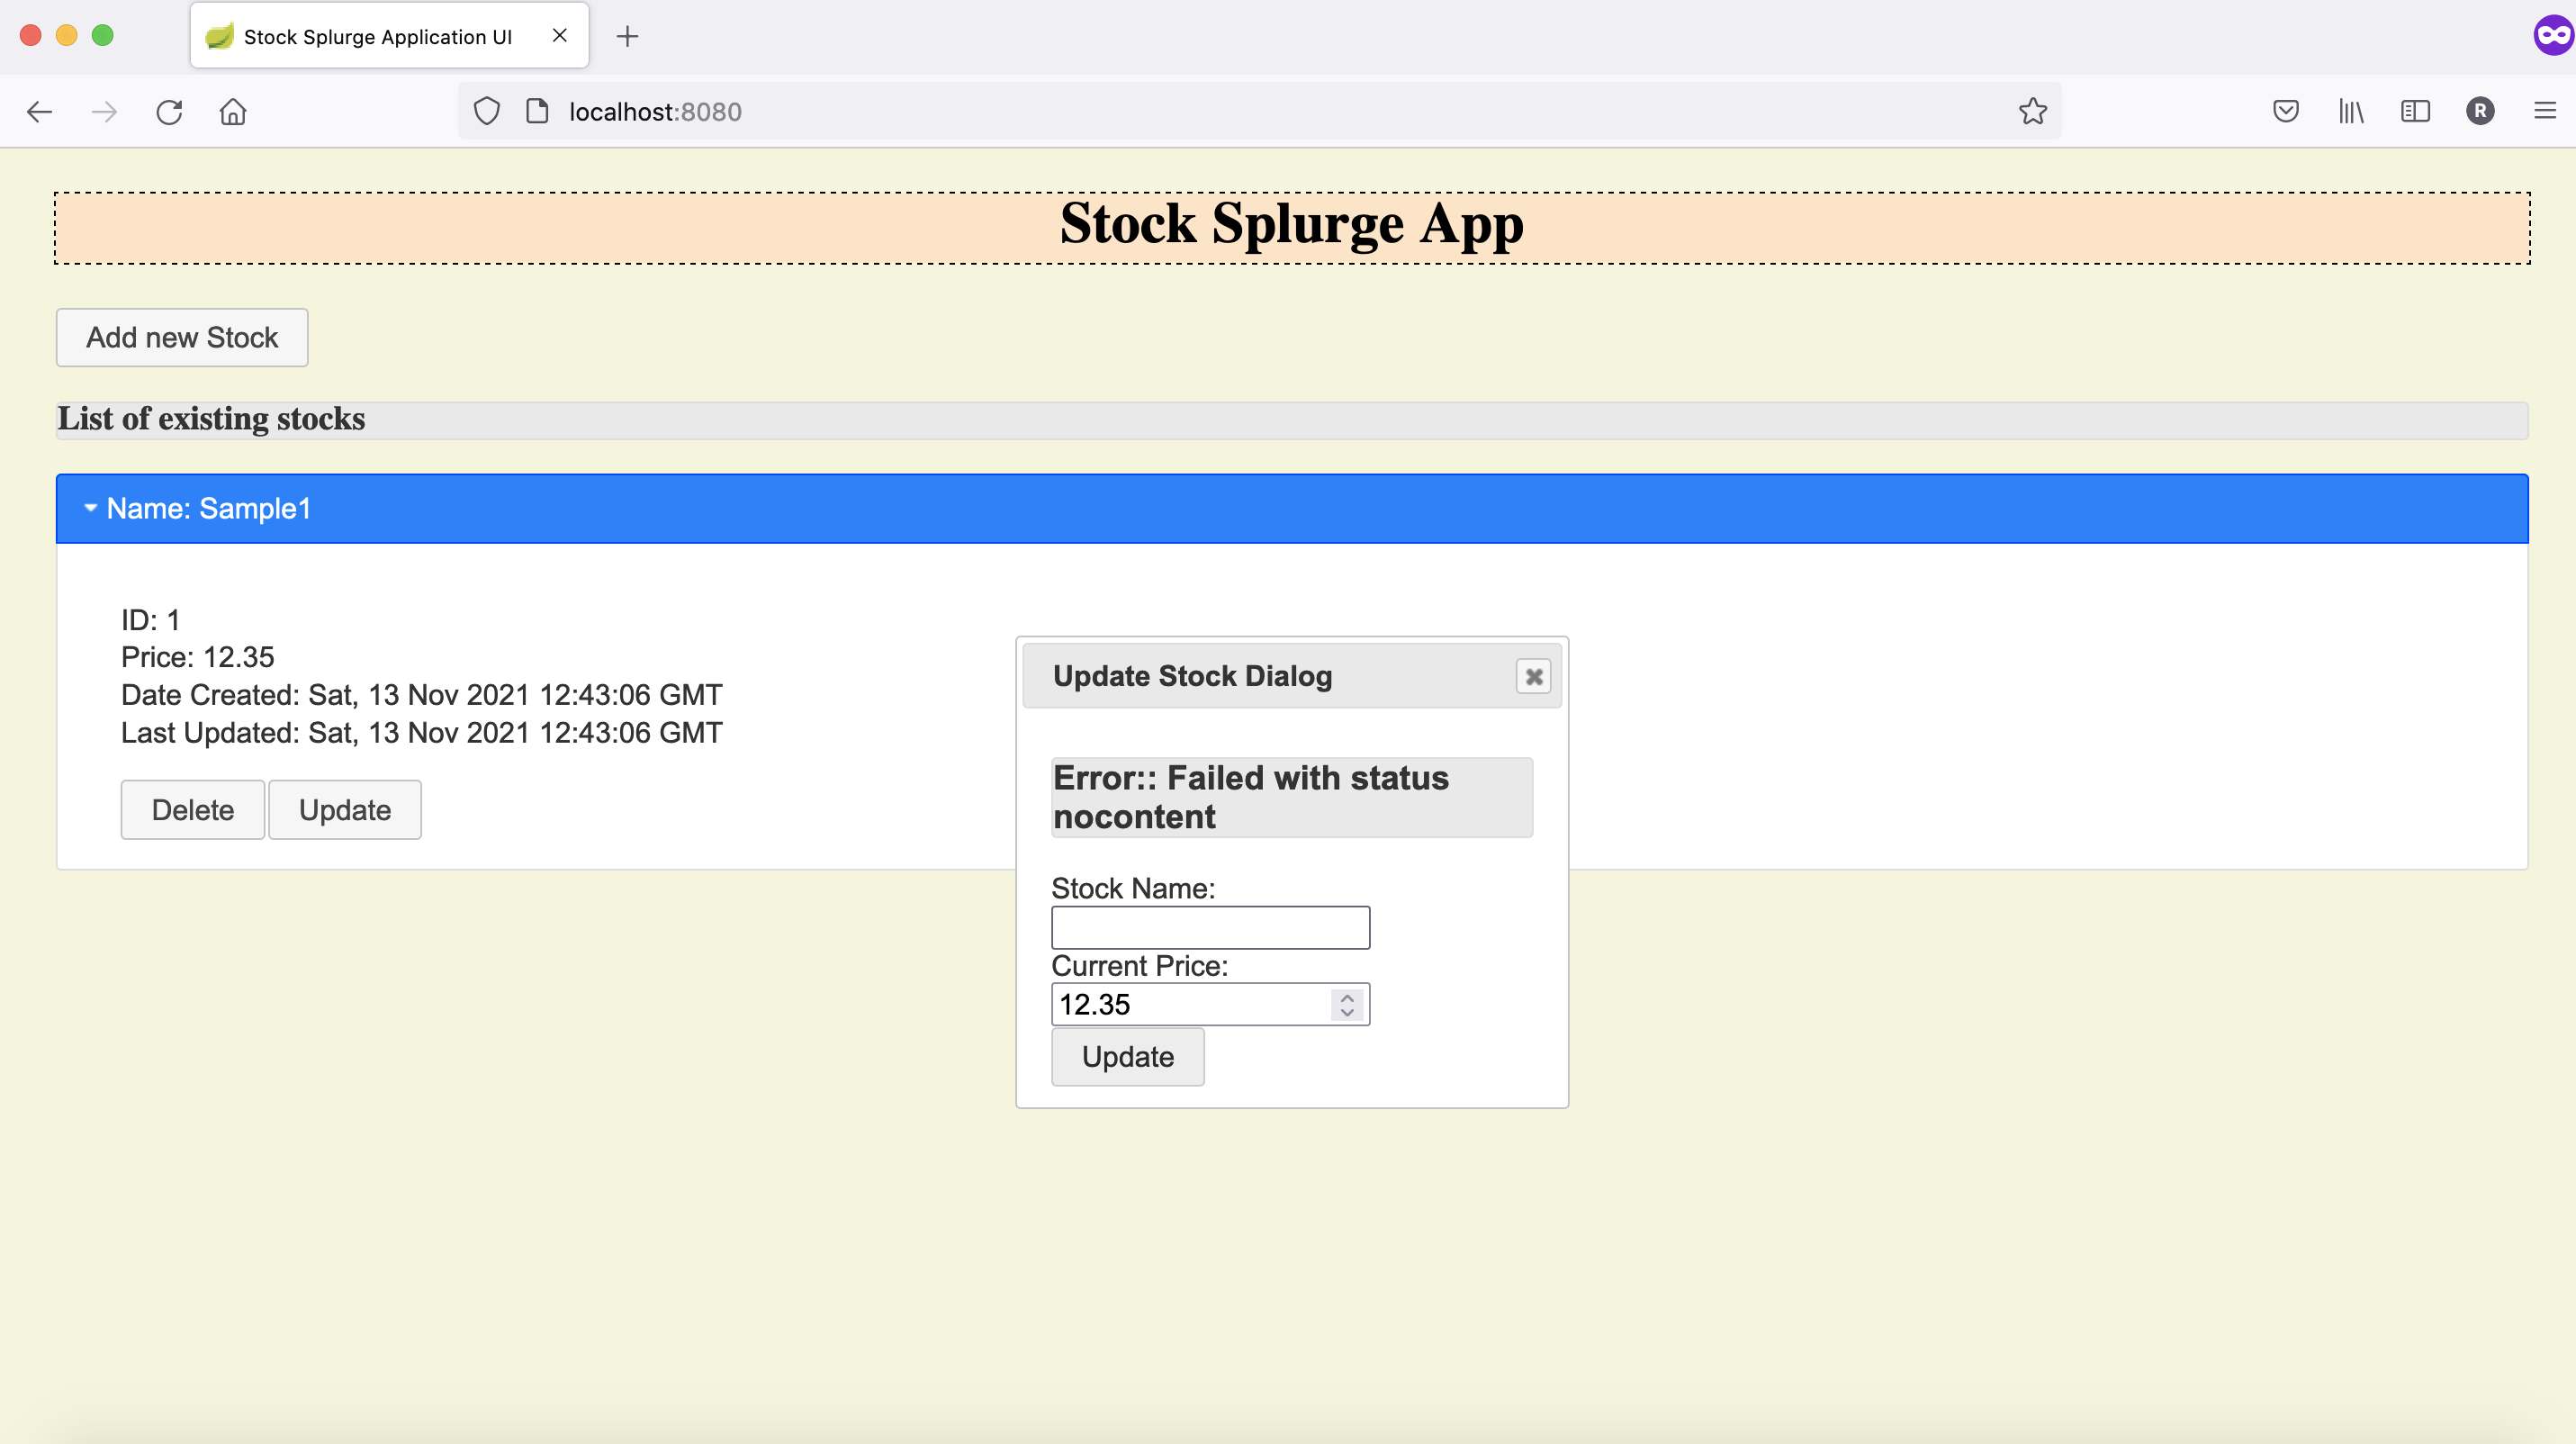 Stock Splurge Application UI
localhost:8080
R
Stock Splurge App
Add new Stock
List of existing stocks
Name: Sample1
ID: 1
Price: 12.35
Date Created: Sat, 13 Nov 2021 12:43:06 GMT
Last Updated: Sat, 13 Nov 2021 12:43:06 GMT
Delete Update
Update Stock Dialog
Error:: Failed with status
nocontent
Stock Name:
Current Price:
12.35
Update